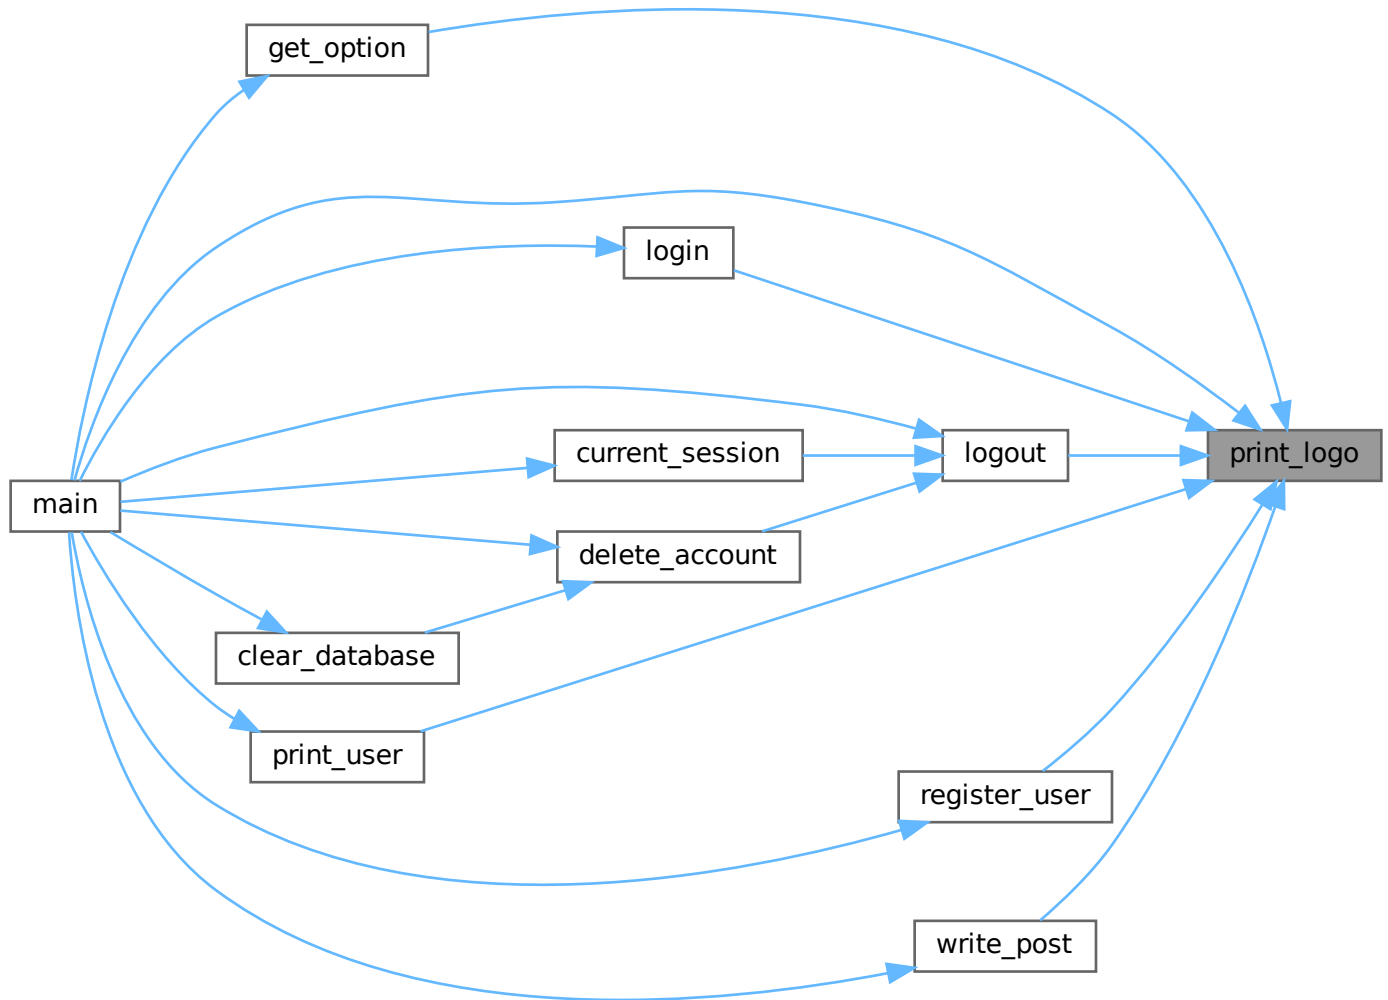 get_option
login
current_session
logout
print_logo
main
delete_account
clear_database
print_user
register_user
write_post